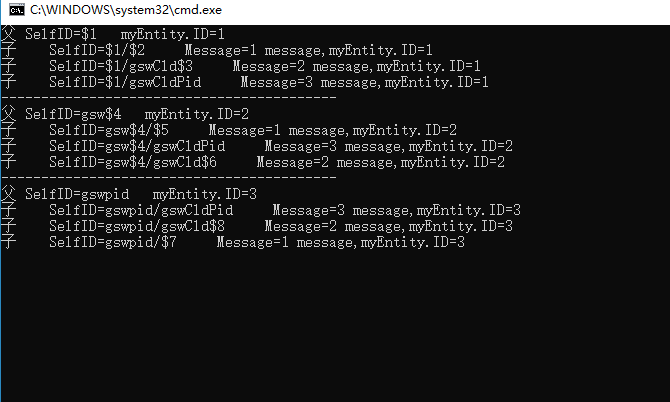 C:\WINDOWS\system32\cmd.exe
父 SelfID=$1   myEntity.ID=1
子    SelfID=$1/$2     Message=1 message,myEntity.ID=1
子    SelfID=$1/gswCld$3     Message=2 message,myEntity.ID=1
子    SelfID=$1/gswCldPid     Message=3 message,myEntity.ID=1
------------------------------------------
父 SelfID=gsw$4   myEntity.ID=2
子    SelfID=gsw$4/$5     Message=1 message,myEntity.ID=2
子    SelfID=gsw$4/gswCldPid     Message=3 message,myEntity.ID=2
子    SelfID=gsw$4/gswCld$6     Message=2 message,myEntity.ID=2
------------------------------------------
父 SelfID=gswpid   myEntity.ID=3
子    SelfID=gswpid/gswCldPid     Message=3 message,myEntity.ID=3
子    SelfID=gswpid/gswCld$8     Message=2 message,myEntity.ID=3
子    SelfID=gswpid/$7     Message=1 message,myEntity.ID=3